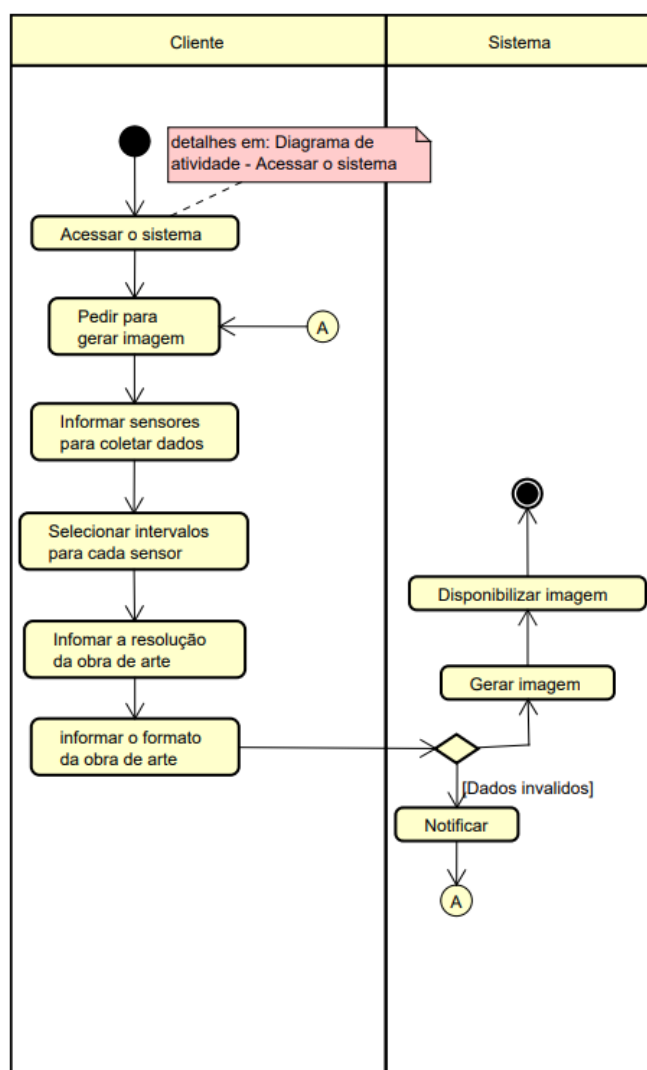 Cliente
Sistema
detalhes em: Diagrama de
atividade - Acessar o sistema
Acessar o sistema
Pedir para
gerar imagem
A
Informar sensores
para coletar dados
Selecionar intervalos
para cada sensor
Infomar a resolução
da obra de arte
informar o formato
da obra de arte
Disponibilizar imagem
Gerar imagem
[Dados invalidos]
Notificar
A